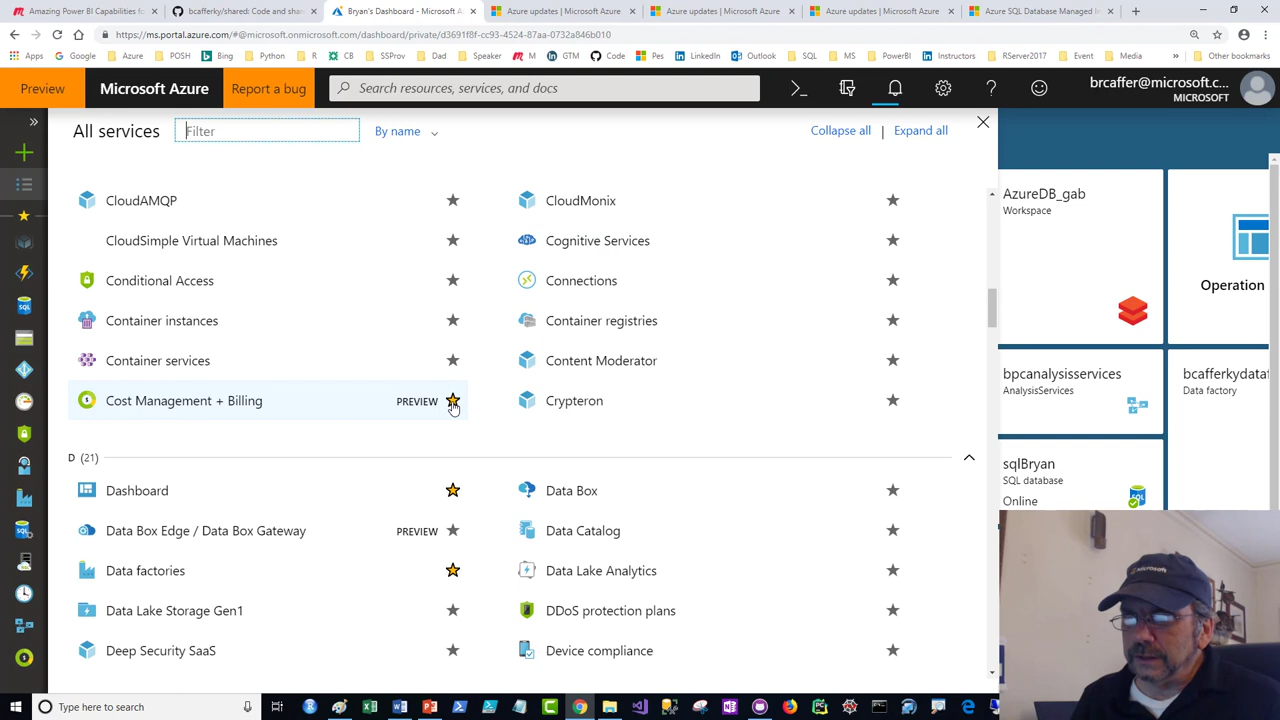 Amazing Power BI Capabilities for
bcafferky/shared: Code and shar
Bryan's Dashboard - Microsoft A
Azure updates | Microsoft Azure
Azure updates | Microsoft Azure
Azure updates | Microsoft Azure
Azure SQL Database Managed In
https://ms.portal.azure.com/#@microsoft.onmicrosoft.com/dashboard/private/d3691f8f-cc93-4524-87aa-0732a846b010
Apps
Google
Azure
POSH
Bing
R
CB
SSProv
Dad
Speaker
M
GTM
Code
Pes
LinkedIn
Outlook
SQL
MS
PowerBI
Instructors
RServer2017
Event
Media
Other bookmarks
Preview
Microsoft Azure
Report a bug
Search resources, services, and docs
brcaffer@microsoft.c...
MICROSOFT
All services
Filter
By name
Collapse all | Expand all
CloudAMQP
CloudMonix
CloudSimple Virtual Machines
Cognitive Services
Conditional Access
Connections
Container instances
Container registries
Container services
Content Moderator
Cost Management + Billing
PREVIEW
Crypteron
D (21)
Dashboard
Data Box
Data Box Edge / Data Box Gateway
PREVIEW
Data Catalog
Data factories
Data Lake Analytics
Data Lake Storage Gen1
DDoS protection plans
Deep Security SaaS
Device compliance
AzureDB_gab
Workspace
Operation
bpcanalysisservices
AnalysisServices
bcafferkydataf
Data factory
sqlBryan
SQL database
Online
Microsoft
Type here to search